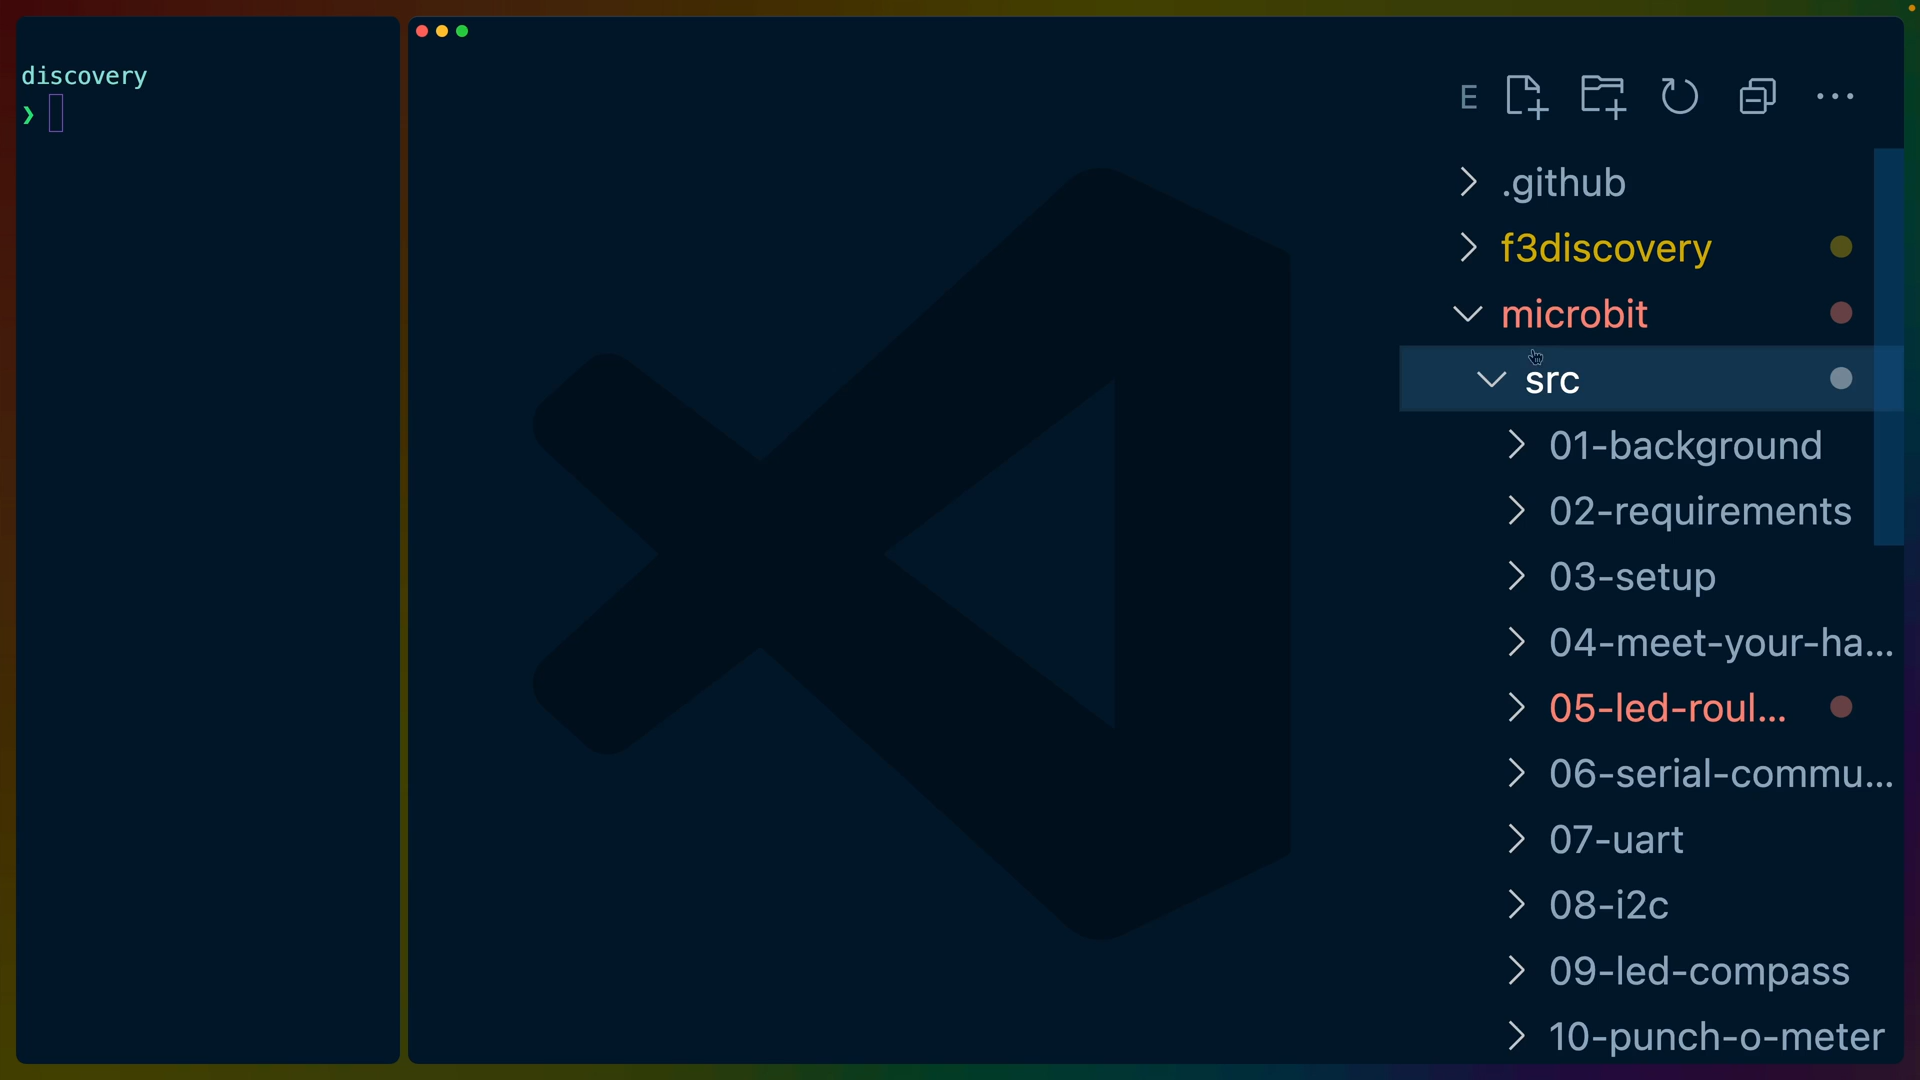 discovery
❯
E
.github
f3discovery
microbit
src
01-background
02-requirements
03-setup
04-meet-your-ha...
05-led-roul...
06-serial-commu...
07-uart
08-i2c
09-led-compass
10-punch-o-meter